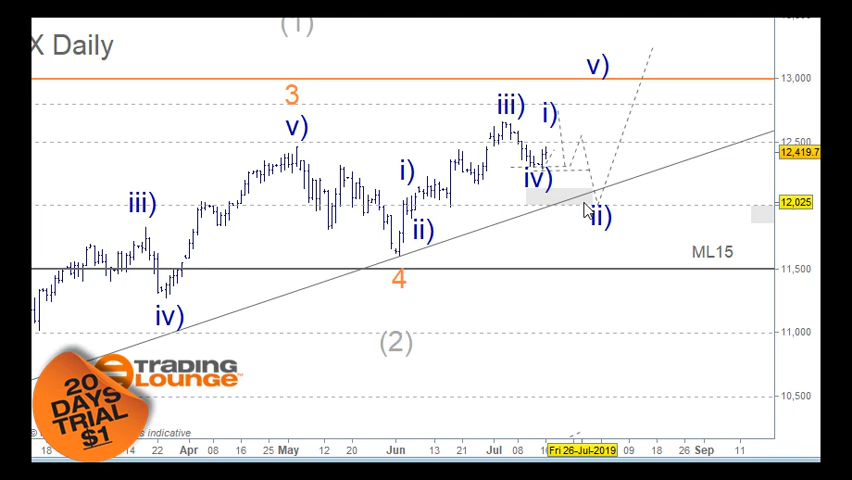 (1)
X Daily
13,000
12,500
12,419.7
12,025
11,500
11,000
10,500
3
v)
iii)
iv)
i)
ii)
4
(2)
iii)
iv)
i)
v)
ii)
ML15
TRADING
LOUNGE™
20
DAYS
TRIAL
$1
indicative
18 14 22 Apr 08 16 25 May 12 20 Jun 13 21 Jul 08 Fri 26-Jul-2019 09 18 26 Sep 11